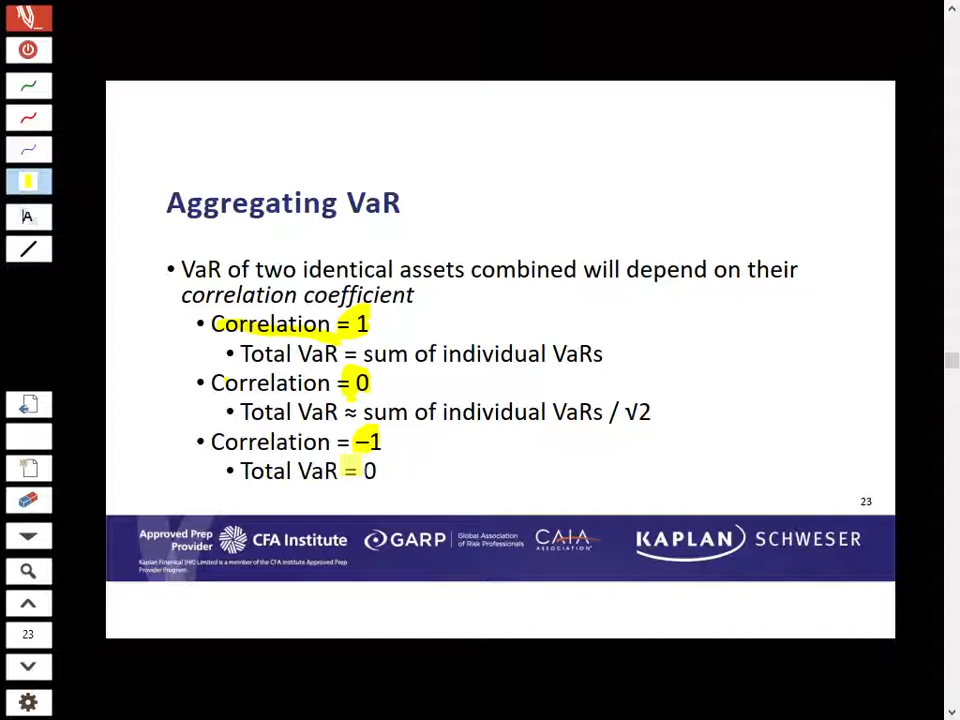 A
23
Aggregating VaR
• VaR of two identical assets combined will depend on their
correlation coefficient
• Correlation = 1
• Total VaR = sum of individual VaRs
• Correlation = 0
• Total VaR ≈ sum of individual VaRs / √2
• Correlation = –1
• Total VaR = 0
23
Approved Prep
Provider
CFA Institute
GARP
Global Association
of Risk Professionals
CAIA
ASSOCIATION®
KAPLAN SCHWESER
Kaplan Financial (HK) Limited is a member of the CFA Institute Approved Prep
Provider Program.